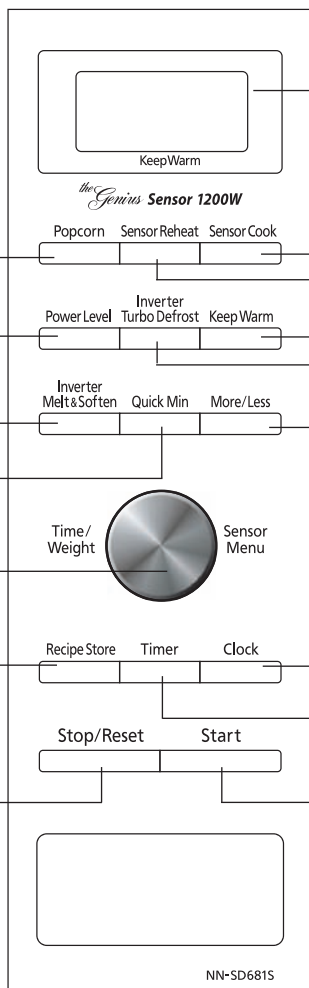 KeepWarm
the Genius Sensor 1200W
Popcorn Sensor Reheat Sensor Cook
Inverter
Power Level Turbo Defrost Keep Warm
Inverter
Melt & Soften Quick Min More/Less
Time/ Sensor
Weight Menu
Recipe Store Timer Clock
Stop/Reset Start
NN-SD681S